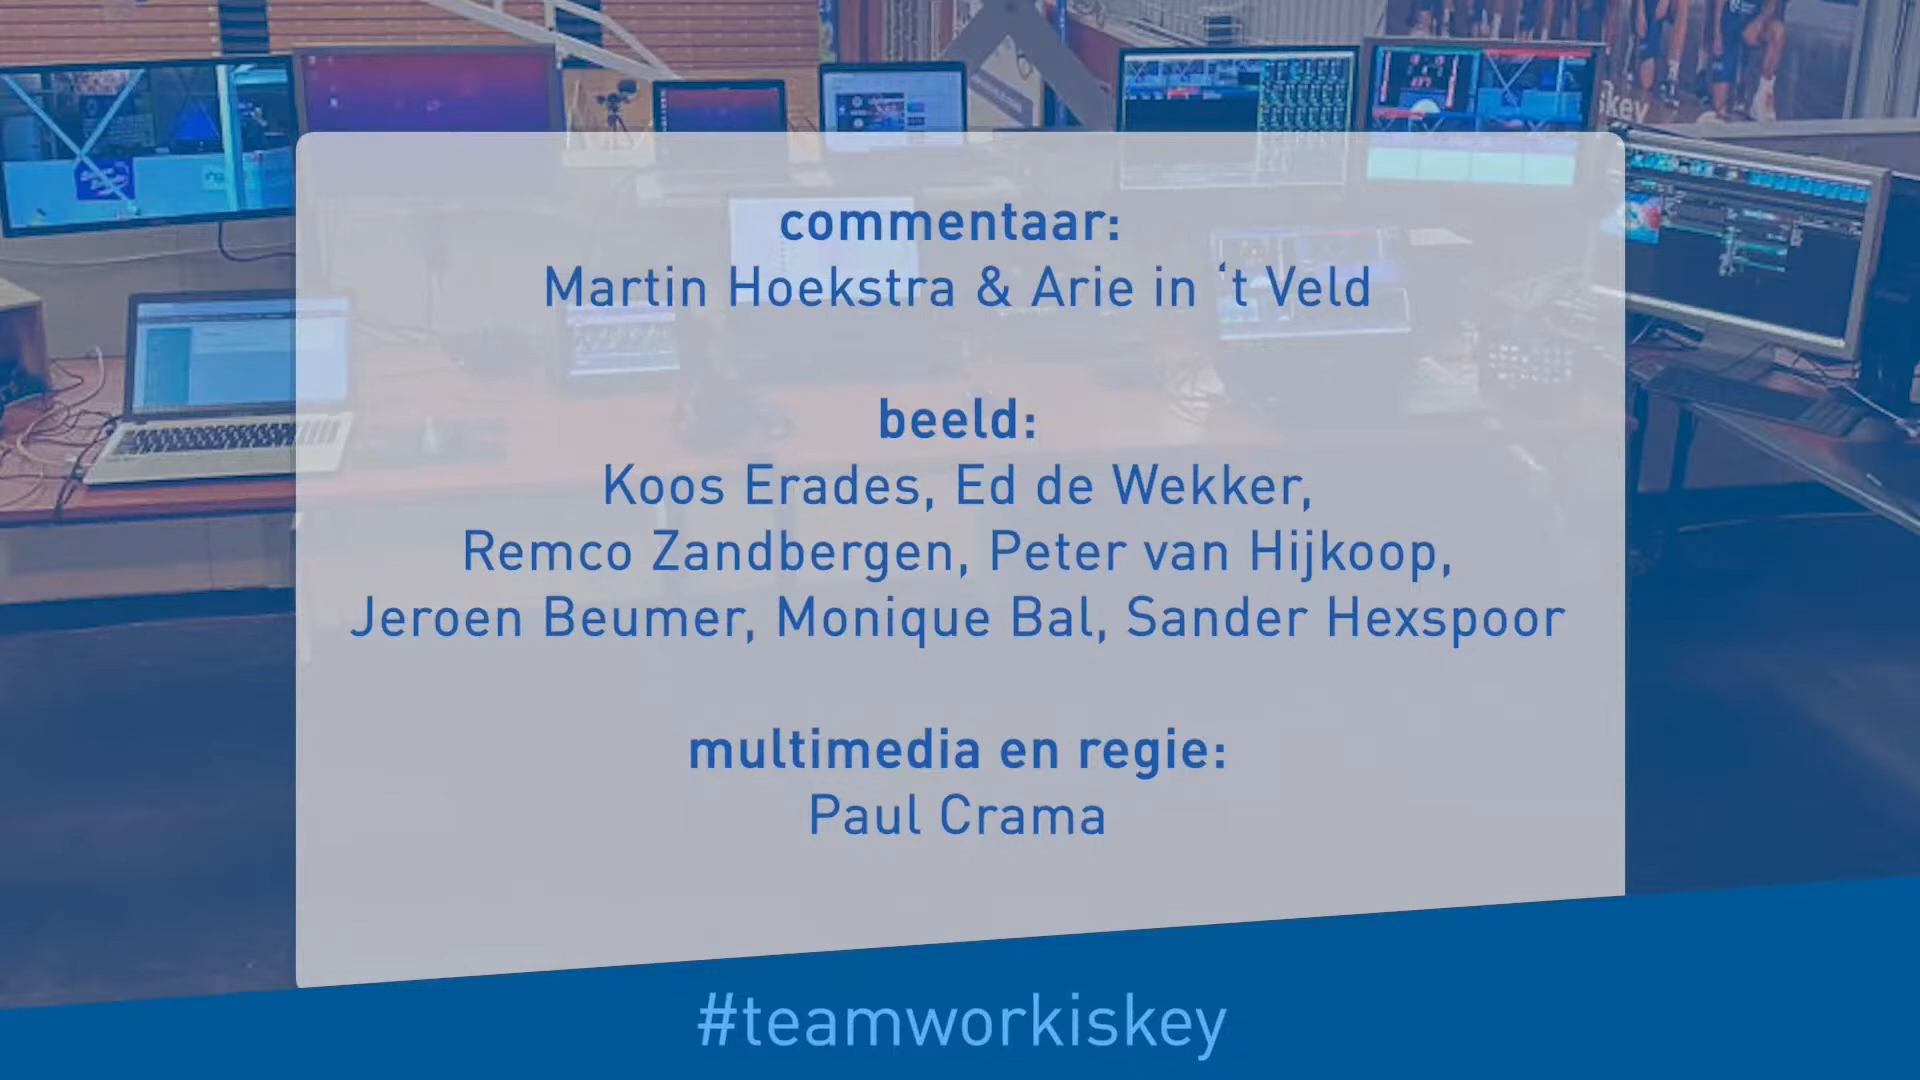 commentaar:
Martin Hoekstra & Arie in ‘t Veld
beeld:
Koos Erades, Ed de Wekker,
Remco Zandbergen, Peter van Hijkoop,
Jeroen Beumer, Monique Bal, Sander Hexspoor
multimedia en regie:
Paul Crama
#teamworkiskey